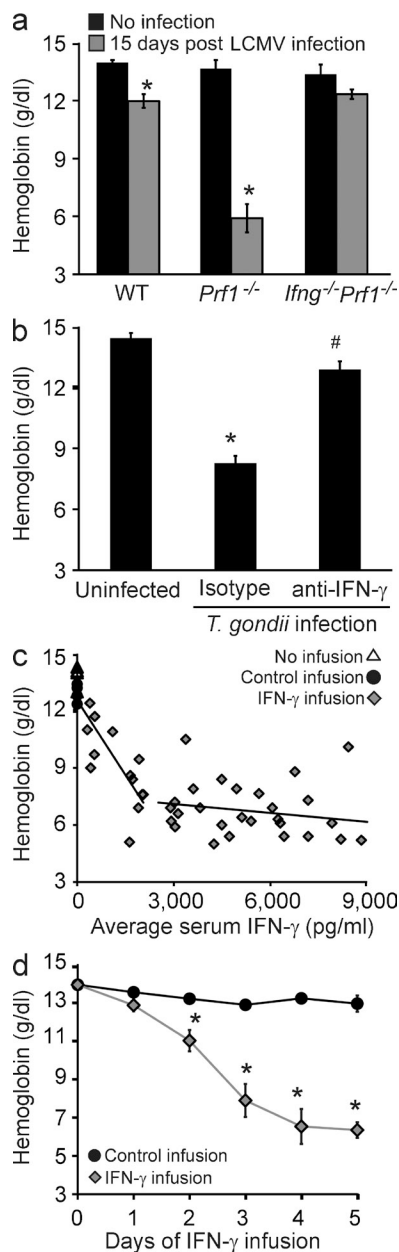 a
No infection
15 days post LCMV infection
Hemoglobin (g/dl)
15
12
9
6
3
*
*
WT
Prf1-/-
Ifng-/-Prf1-/-
b
Hemoglobin (g/dl)
15
12
9
6
3
*
#
Uninfected
Isotype
anti-IFN-γ
T. gondii infection
c
Hemoglobin (g/dl)
15
12
9
6
3
No infusion
Control infusion
IFN-γ infusion
0
3,000
6,000
9,000
Average serum IFN-γ (pg/ml)
d
Hemoglobin (g/dl)
15
13
11
9
7
5
3
*
*
*
*
Control infusion
IFN-γ infusion
0 1 2 3 4 5
Days of IFN-γ infusion